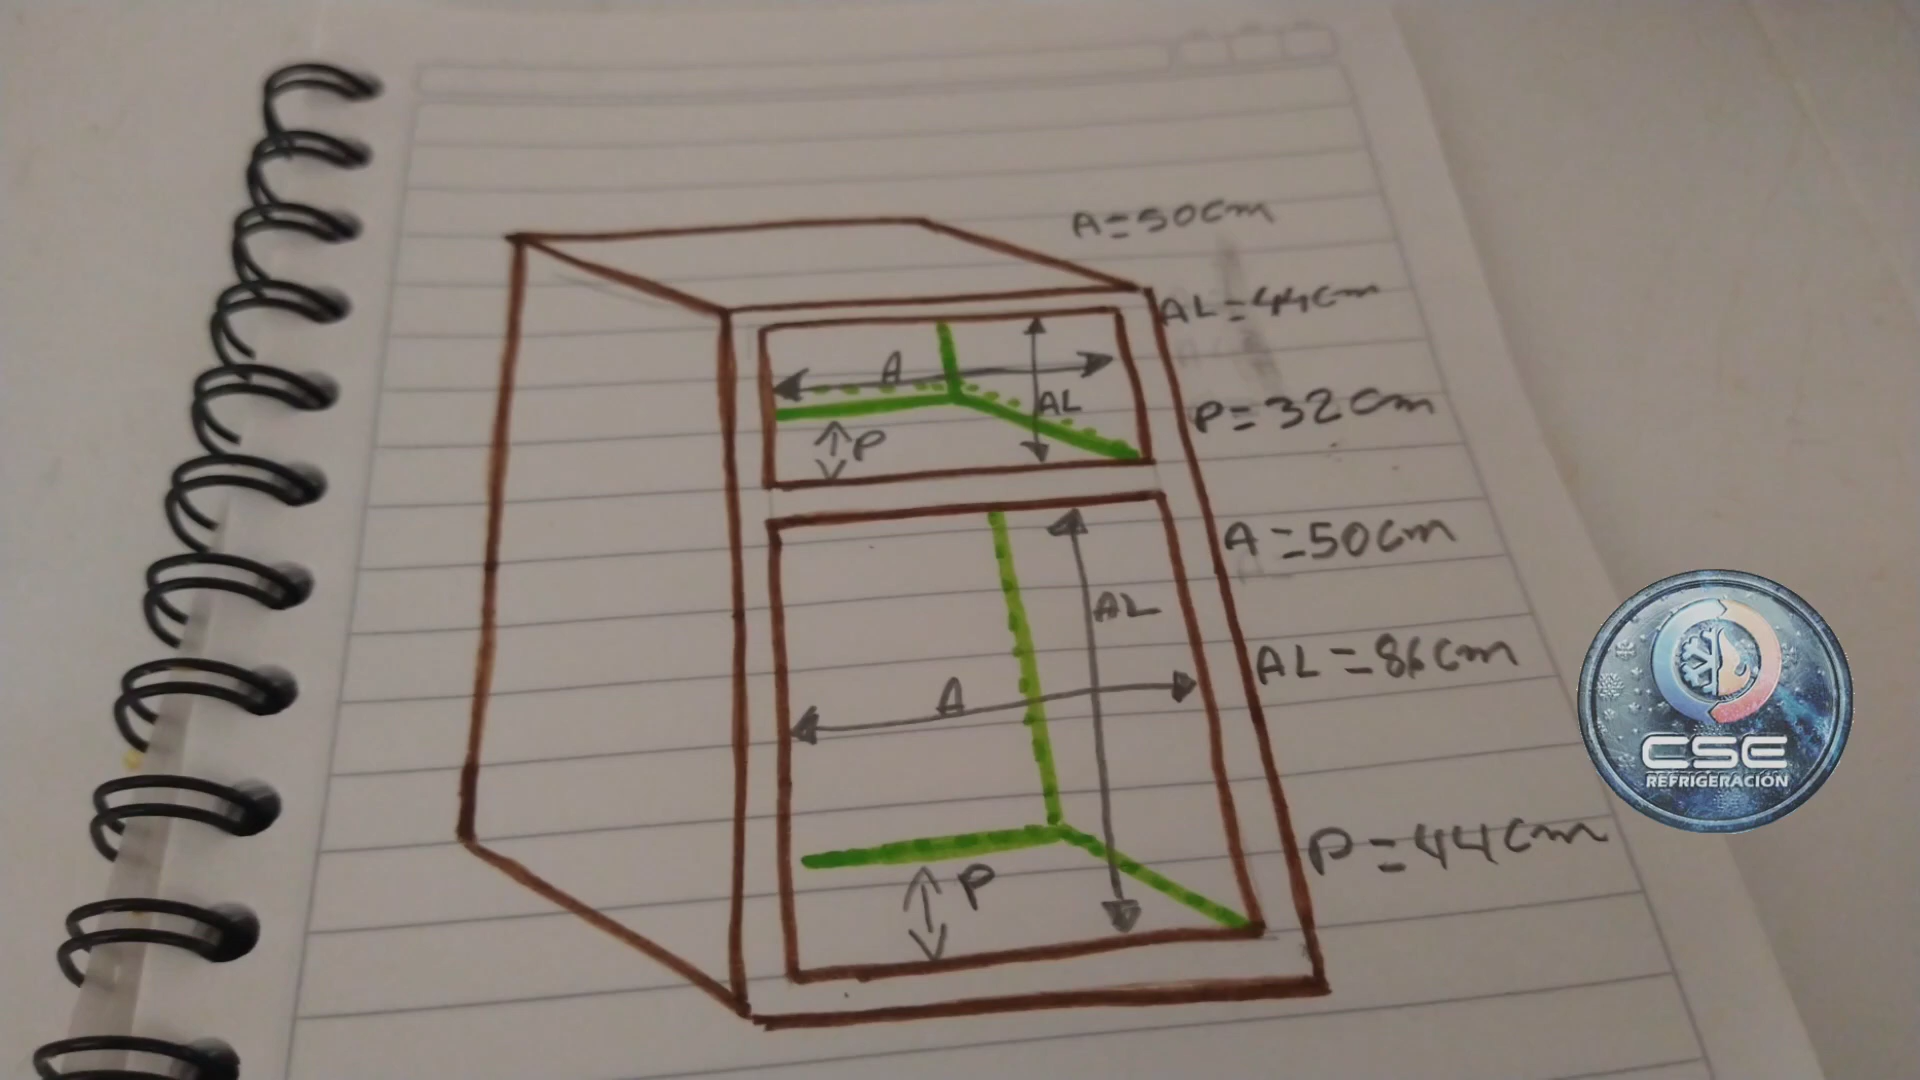 A=50cm
AL=44cm
A
AL
P=32cm
P
A=50cm
AL
AL=86cm
A
CSE
REFRIGERACIÓN
P=44cm
P